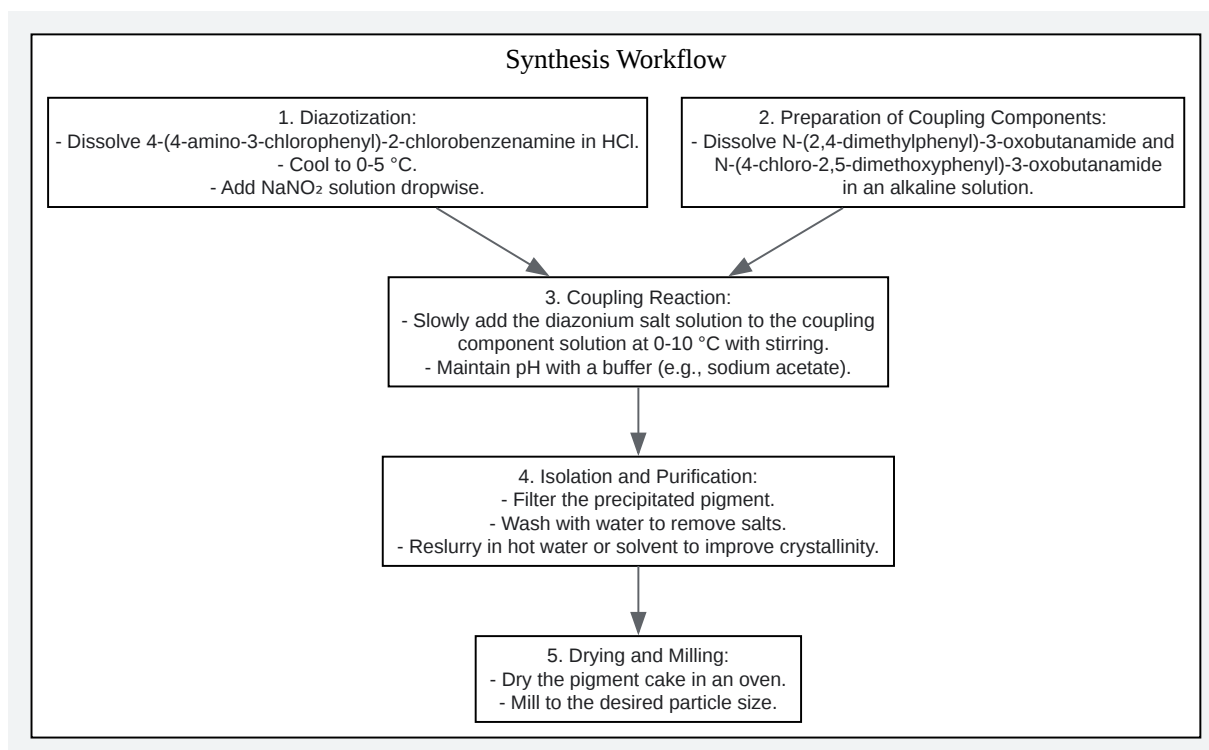 Synthesis Workflow
1. Diazotization:
- Dissolve 4-(4-amino-3-chlorophenyl)-2-chlorobenzenamine in HCl.
- Cool to 0-5 °C.
- Add NaNO₂ solution dropwise.
2. Preparation of Coupling Components:
- Dissolve N-(2,4-dimethylphenyl)-3-oxobutanamide and
N-(4-chloro-2,5-dimethoxyphenyl)-3-oxobutanamide
in an alkaline solution.
3. Coupling Reaction:
- Slowly add the diazonium salt solution to the coupling
component solution at 0-10 °C with stirring.
- Maintain pH with a buffer (e.g., sodium acetate).
4. Isolation and Purification:
- Filter the precipitated pigment.
- Wash with water to remove salts.
- Reslurry in hot water or solvent to improve crystallinity.
5. Drying and Milling:
- Dry the pigment cake in an oven.
- Mill to the desired particle size.